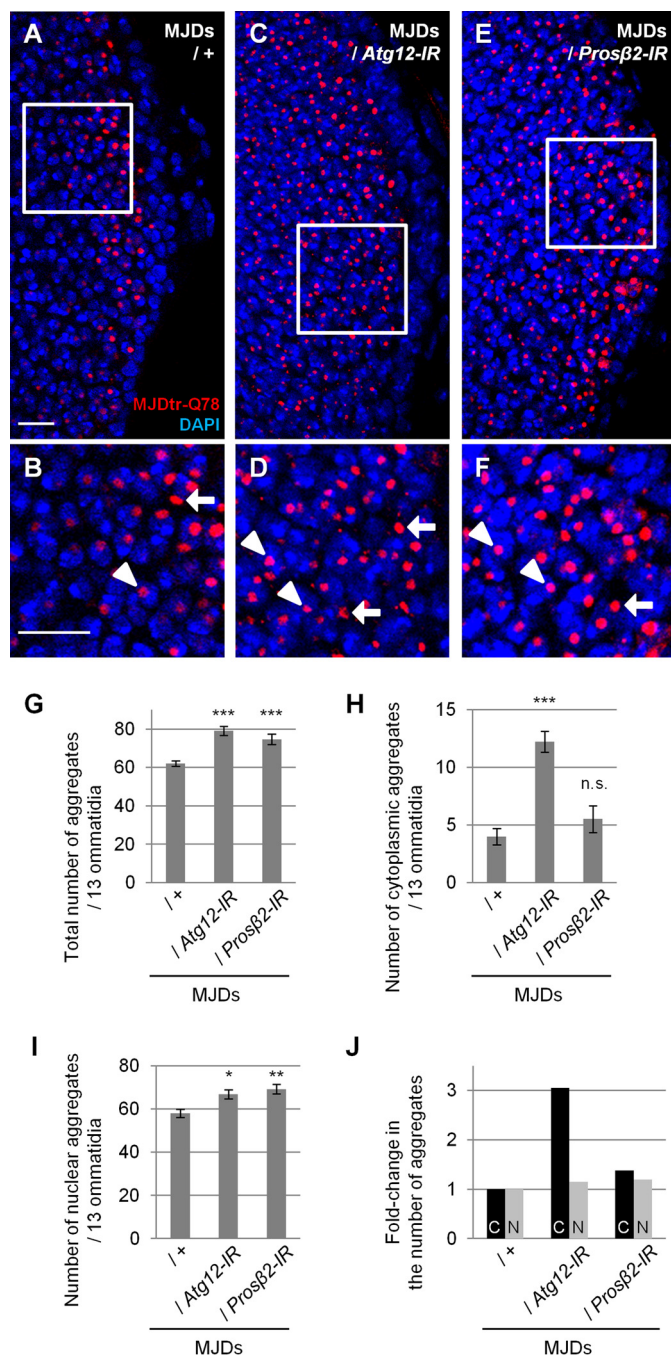 A
MJDs
/ +
C
MJDs
/ Atg12-IR
E
MJDs
/ Prosβ2-IR
MJDtr-Q78
DAPI
B
D
F
G
Total number of aggregates
/ 13 ommatidia
80
60
40
20
0
***
***
/ +
/ Atg12-IR
/ Prosβ2-IR
MJDs
H
Number of cytoplasmic aggregates
/ 13 ommatidia
15
10
5
0
***
n.s.
/ +
/ Atg12-IR
/ Prosβ2-IR
MJDs
I
Number of nuclear aggregates
/ 13 ommatidia
80
60
40
20
0
*
**
/ +
/ Atg12-IR
/ Prosβ2-IR
MJDs
J
Fold-change in
the number of aggregates
3
2
1
0
C N
C N
C N
/ +
/ Atg12-IR
/ Prosβ2-IR
MJDs